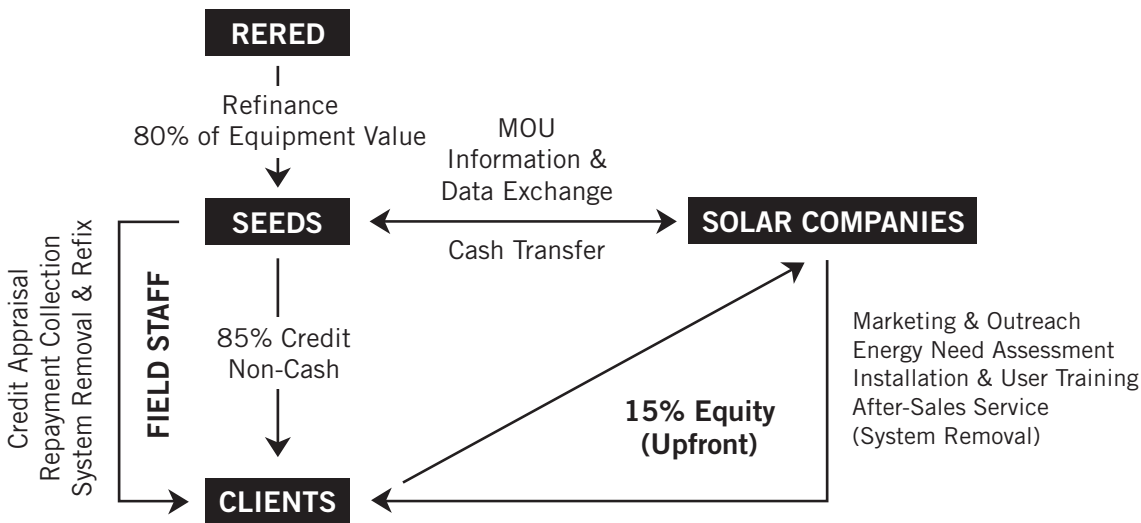 RERED
Refinance
80% of Equipment Value
MOU
Information &
Data Exchange
SEEDS
SOLAR COMPANIES
Cash Transfer
Credit Appraisal
Repayment Collection
System Removal & Refix
FIELD STAFF
85% Credit
Non-Cash
15% Equity
(Upfront)
Marketing & Outreach
Energy Need Assessment
Installation & User Training
After-Sales Service
(System Removal)
CLIENTS